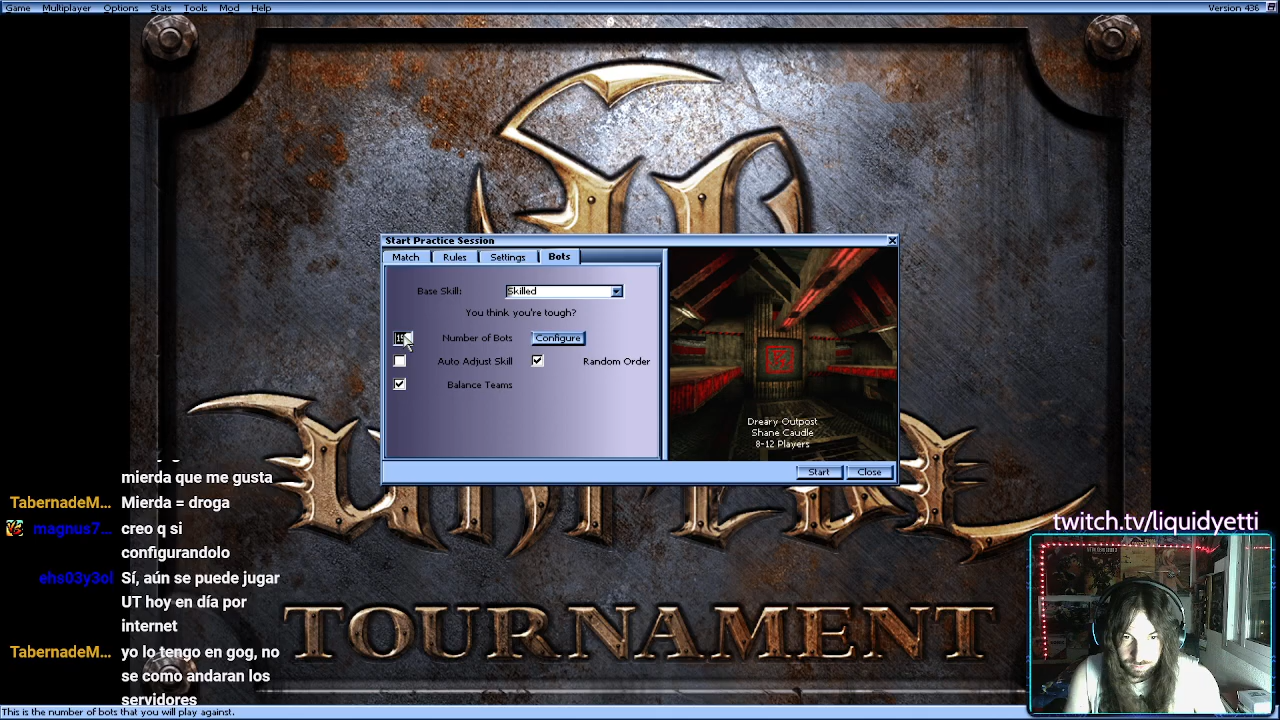 Game Multiplayer Options Stats Tools Mod Help Version 436
Start Practice Session
Match Rules Settings Bots
Base Skill: Skilled
You think you're tough?
15 Number of Bots Configure
Auto Adjust Skill Random Order
Balance Teams
Dreary Outpost
Shane Caudle
8-12 Players
Start Close
UNREAL
TOURNAMENT
mierda que me gusta
TabernadeM... Mierda = droga
magnus7... creo q si
configurandolo
ehs03y3ol Sí, aún se puede jugar
UT hoy en día por
internet
TabernadeM... yo lo tengo en gog, no
se como andaran los
servidores
twitch.tv/liquidyetti
This is the number of bots that you will play against.